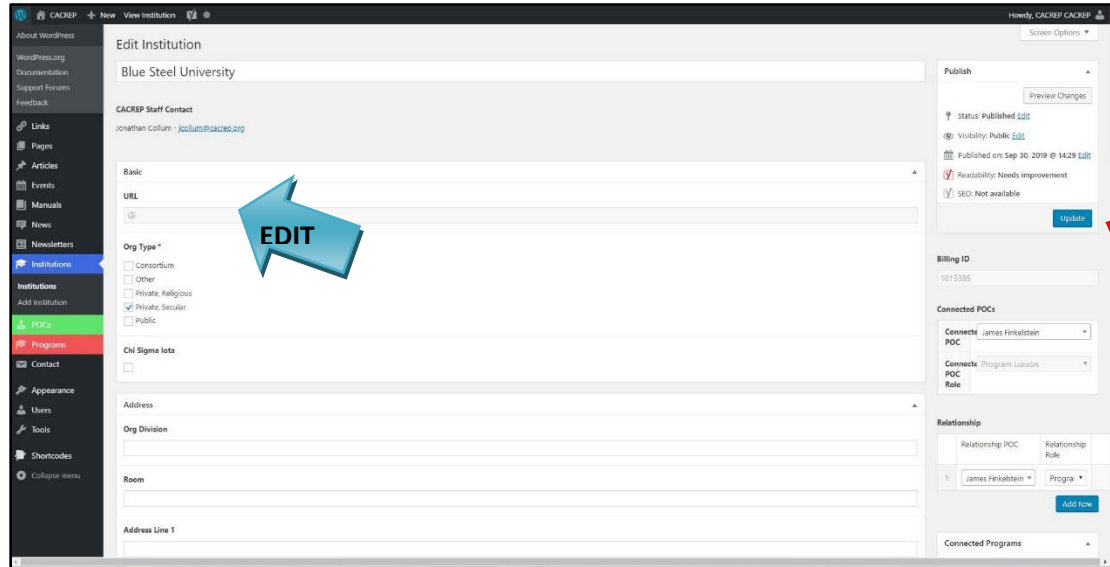 CACREP + New View Institution
Howdy, CACREP CACREP
About WordPress
WordPress.org
Documentation
Support Forums
Feedback
Links
Pages
Articles
Events
Manuals
News
Newsletters
Institutions
Institutions
Add Institution
POCs
Programs
Contact
Appearance
Users
Tools
Shortcodes
Collapse menu
Screen Options
Edit Institution
Blue Steel University
CACREP Staff Contact
Jonathan Collum - jcollum@cacrep.org
Basic
URL
EDIT
Org Type *
Consortium
Other
Private, Religious
Private, Secular
Public
Chi Sigma Iota
Address
Org Division
Room
Address Line 1
Publish
Preview Changes
Status: Published Edit
Visibility: Public Edit
Published on: Sep 30, 2019 @ 14:29 Edit
Readability: Needs improvement
SEO: Not available
Update
Billing ID
1015385
Connected POCs
Connecte James Finkelstein
POC
Connecte Program Liaison
POC
Role
Relationship
Relationship POC Relationship
Role
1 James Finkelstein Progra
Add Row
Connected Programs